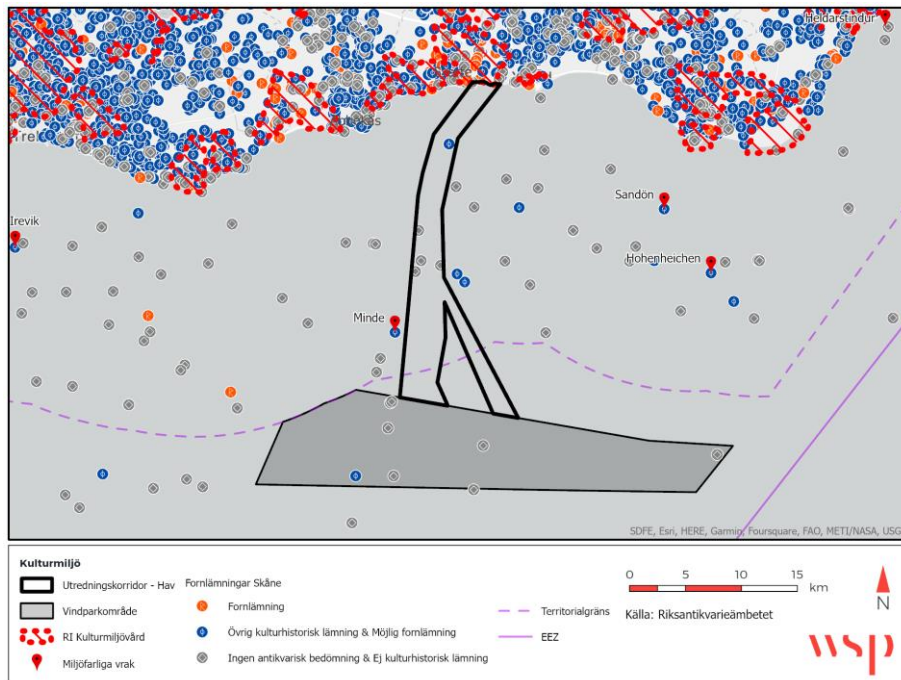 Heldarstindur
Sandön
Hohenheichen
Minde
SDFE, Esri, HERE, Garmin, Foursquare, FAO, METI/NASA, USG
Kulturmiljö
Utredningskorridor - Hav
Vindparkområde
RI Kulturmiljövård
Miljöfarliga vrak
Fornlämningar Skåne
Fornlämning
Övrig kulturhistorisk lämning & Möjlig fornlämning
Ingen antikvarisk bedömning & Ej kulturhistorisk lämning
Territorialgräns
EEZ
0 5 10 15
km
Källa: Riksantikvarieämbetet
N
wsp